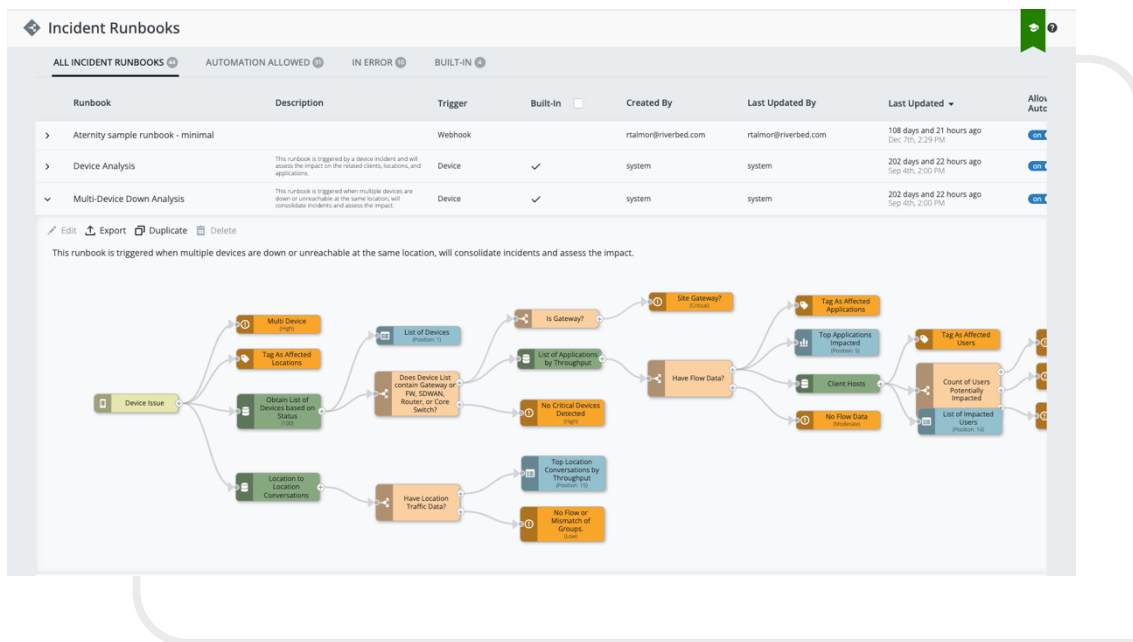 Incident Runbooks
ALL INCIDENT RUNBOOKS 44
AUTOMATION ALLOWED 31
IN ERROR 10
BUILT-IN 4
Runbook
Description
Trigger
Built-In
Created By
Last Updated By
Last Updated
Allow
Auto
Aternity sample runbook - minimal
Webhook
rtalmor@riverbed.com
rtalmor@riverbed.com
108 days and 21 hours ago
Dec 7th, 2:29 PM
on
Device Analysis
This runbook is triggered by a device incident and will
assess the impact on the related clients, locations, and
applications.
Device
system
system
202 days and 22 hours ago
Sep 4th, 2:00 PM
on
Multi-Device Down Analysis
This runbook is triggered when multiple devices are
down or unreachable at the same location, will
consolidate incidents and assess the impact.
Device
system
system
202 days and 22 hours ago
Sep 4th, 2:00 PM
on
Edit
Export
Duplicate
Delete
This runbook is triggered when multiple devices are down or unreachable at the same location, will consolidate incidents and assess the impact.
Device Issue
Multi Device
(High)
Tag As Affected
Locations
Obtain List of
Devices based on
Status
(100)
Location to
Location
Conversations
List of Devices
(Position: 1)
Does Device List
contain Gateway or
FW, SDWAN,
Router, or Core
Switch?
Have Location
Traffic Data?
Is Gateway?
List of Applications
by Throughput
No Critical Devices
Detected
(High)
Top Location
Conversations by
Throughput
(Position: 15)
No Flow or
Mismatch of
Groups.
(Low)
Site Gateway?
(Critical)
Have Flow Data?
Tag As Affected
Applications
Top Applications
Impacted
(Position: 5)
Client Hosts
No Flow Data
(Moderate)
Tag As Affected
Users
Count of Users
Potentially
Impacted
List of Impacted
Users
(Position: 10)